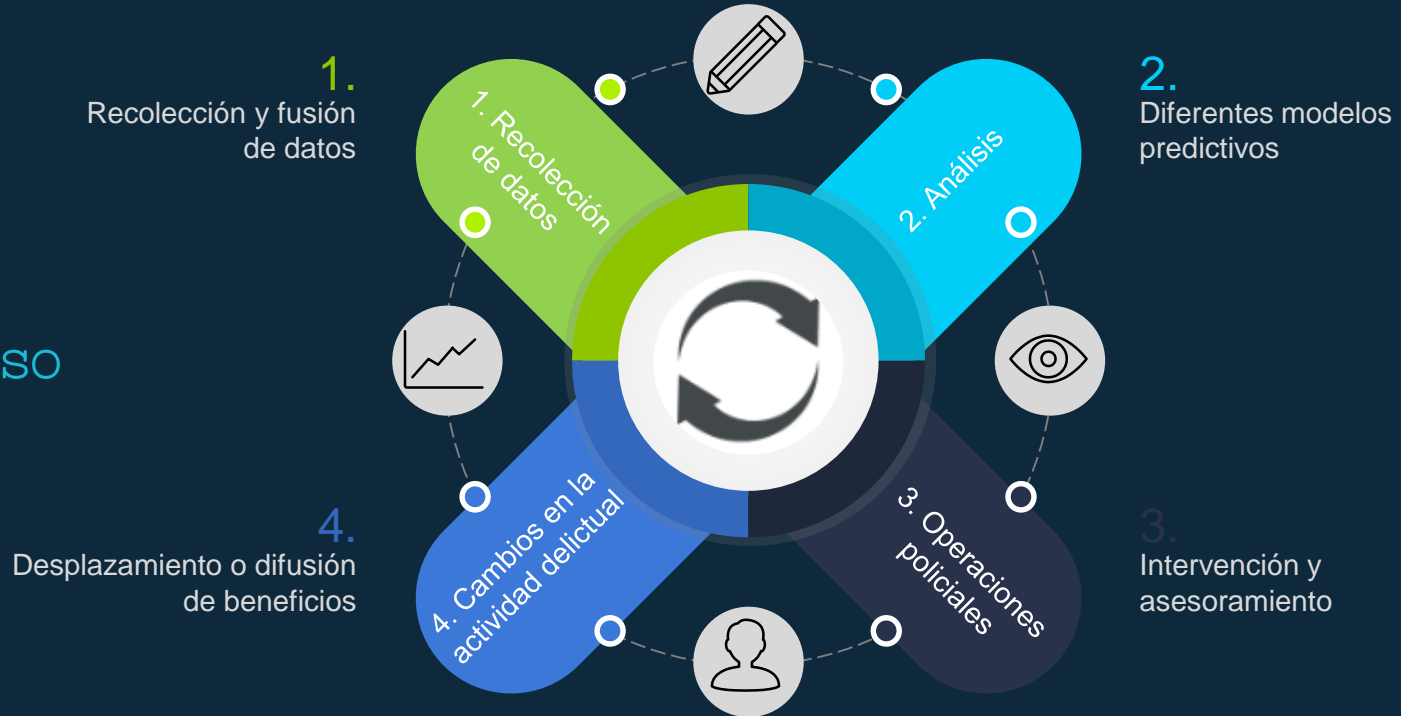 1.
Recolección y fusión
de datos
1. Recolección
de datos
2. Análisis
2.
Diferentes modelos
predictivos
SO
4.
Desplazamiento o difusión
de beneficios
4. Cambios en la
actividad delictual
3. Operaciones
policiales
3.
Intervención y
asesoramiento